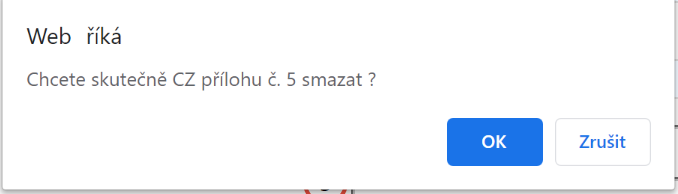 Web říká
Chcete skutečně CZ přílohu č. 5 smazat ?
OK
Zrušit